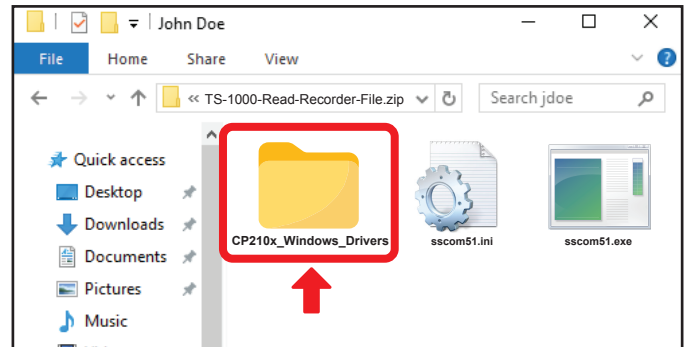 John Doe
File Home Share View
« TS-1000-Read-Recorder-File.zip Search jdoe
Quick access
Desktop
Downloads
Documents
Pictures
Music
CP210x_Windows_Drivers sscom51.ini sscom51.exe